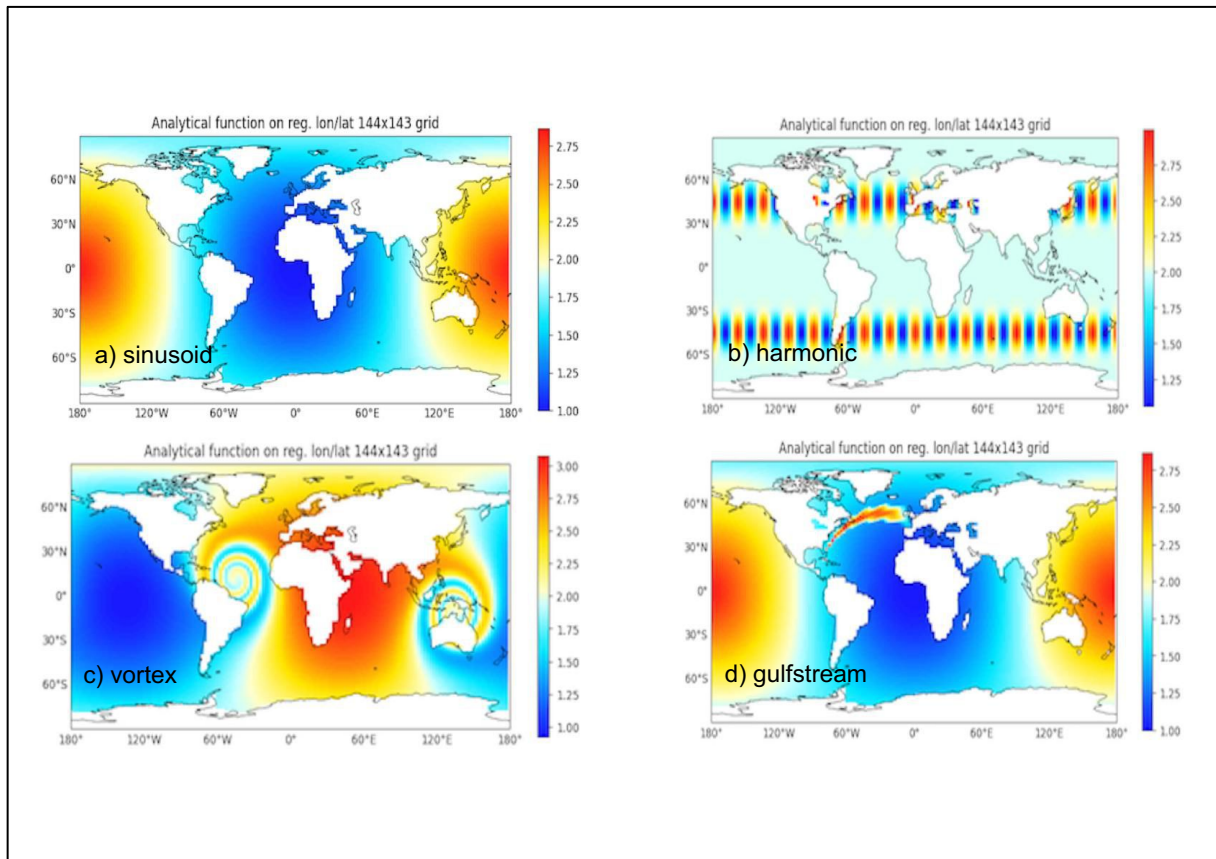 Analytical function on reg. lon/lat 144x143 grid
60°N
30°N
0°
30°S
60°S
180° 120°W 60°W 0° 60°E 120°E 180°
2.75
2.50
2.25
2.00
1.75
1.50
1.25
1.00
a) sinusoid
Analytical function on reg. lon/lat 144x143 grid
60°N
30°N
0°
30°S
60°S
180° 120°W 60°W 0° 60°E 120°E 180°
2.75
2.50
2.25
2.00
1.75
1.50
1.25
b) harmonic
Analytical function on reg. lon/lat 144x143 grid
60°N
30°N
0°
30°S
60°S
180° 120°W 60°W 0° 60°E 120°E 180°
3.00
2.75
2.50
2.25
2.00
1.75
1.50
1.25
1.00
c) vortex
Analytical function on reg. lon/lat 144x143 grid
60°N
30°N
0°
30°S
60°S
180° 120°W 60°W 0° 60°E 120°E 180°
2.75
2.50
2.25
2.00
1.75
1.50
1.25
1.00
d) gulfstream